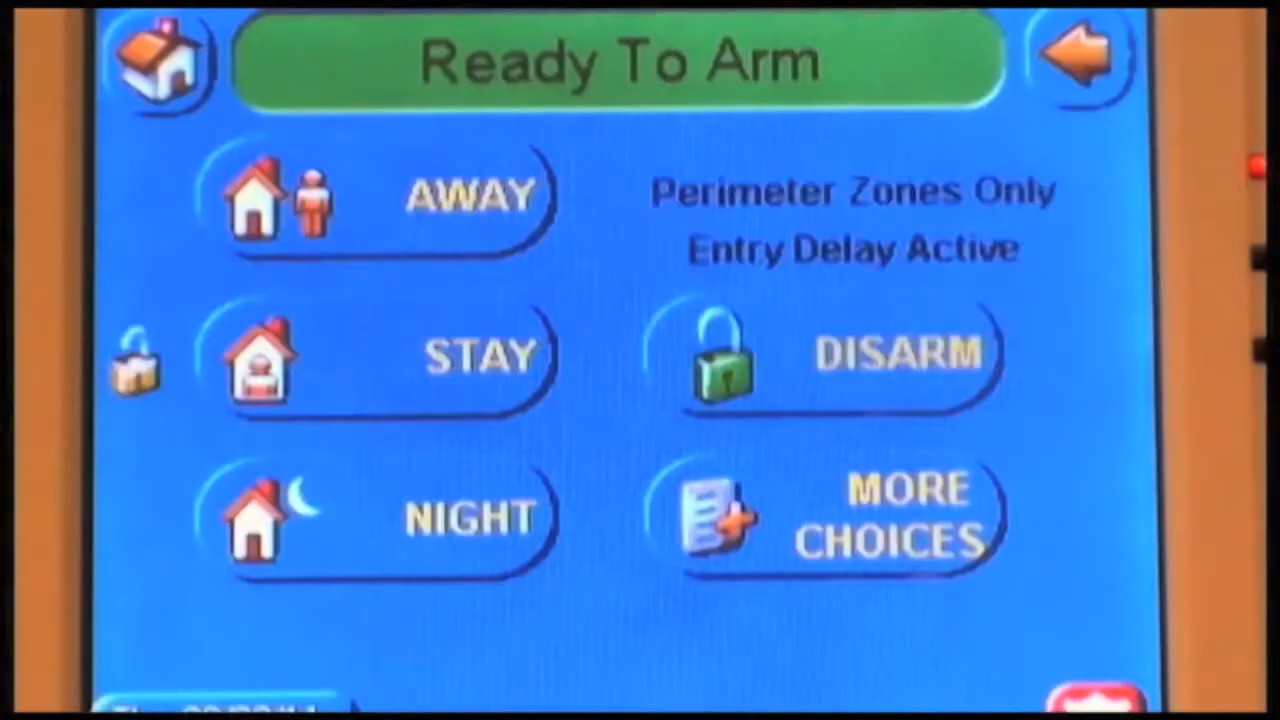 Ready To Arm
AWAY
Perimeter Zones Only
Entry Delay Active
STAY
DISARM
NIGHT
MORE
CHOICES